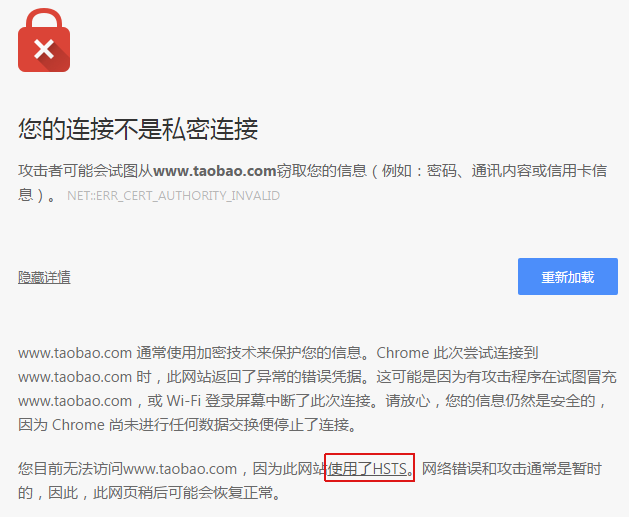 您的连接不是私密连接
攻击者可能会试图从www.taobao.com窃取您的信息（例如：密码、通讯内容或信用卡信
息）。 NET::ERR_CERT_AUTHORITY_INVALID
隐藏详情
重新加载
www.taobao.com 通常使用加密技术来保护您的信息。Chrome 此次尝试连接到
www.taobao.com 时，此网站返回了异常的错误凭据。这可能是因为有攻击程序在试图冒充
www.taobao.com，或 Wi-Fi 登录屏幕中断了此次连接。请放心，您的信息仍然是安全的，
因为 Chrome 尚未进行任何数据交换便停止了连接。
您目前无法访问www.taobao.com，因为此网站使用了HSTS。网络错误和攻击通常是暂时
的，因此，此网页稍后可能会恢复正常。